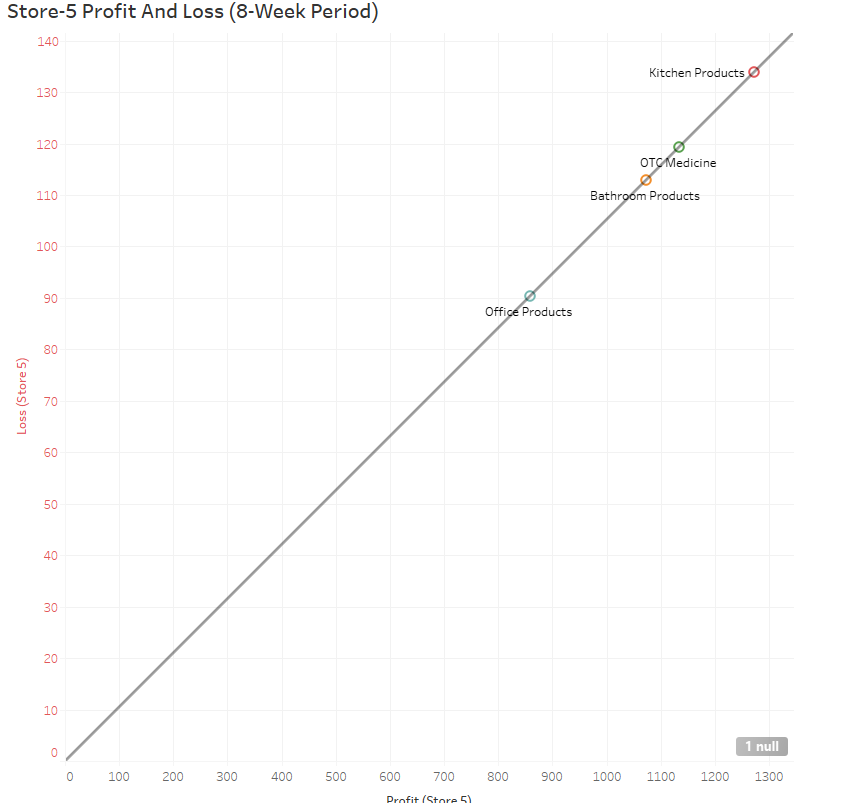 Store-5 Profit And Loss (8-Week Period)
140
130
120
110
100
90
80
70
60
50
40
30
20
10
0
Loss (Store 5)
Kitchen Products
OTC Medicine
Bathroom Products
Office Products
1 null
0 100 200 300 400 500 600 700 800 900 1000 1100 1200 1300
Profit (Store 5)